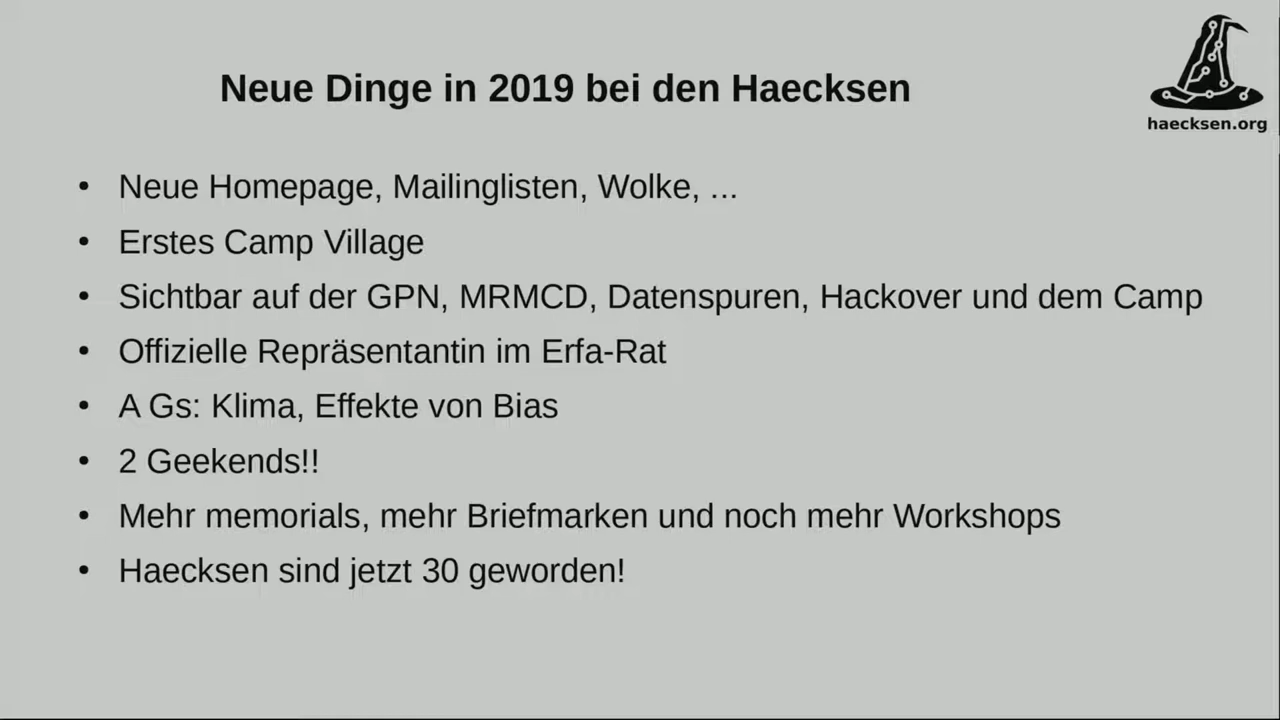 Neue Dinge in 2019 bei den Haecksen
haecksen.org
• Neue Homepage, Mailinglisten, Wolke, ...
• Erstes Camp Village
• Sichtbar auf der GPN, MRMCD, Datenspuren, Hackover und dem Camp
• Offizielle Repräsentantin im Erfa-Rat
• A Gs: Klima, Effekte von Bias
• 2 Geekends!!
• Mehr memorials, mehr Briefmarken und noch mehr Workshops
• Haecksen sind jetzt 30 geworden!